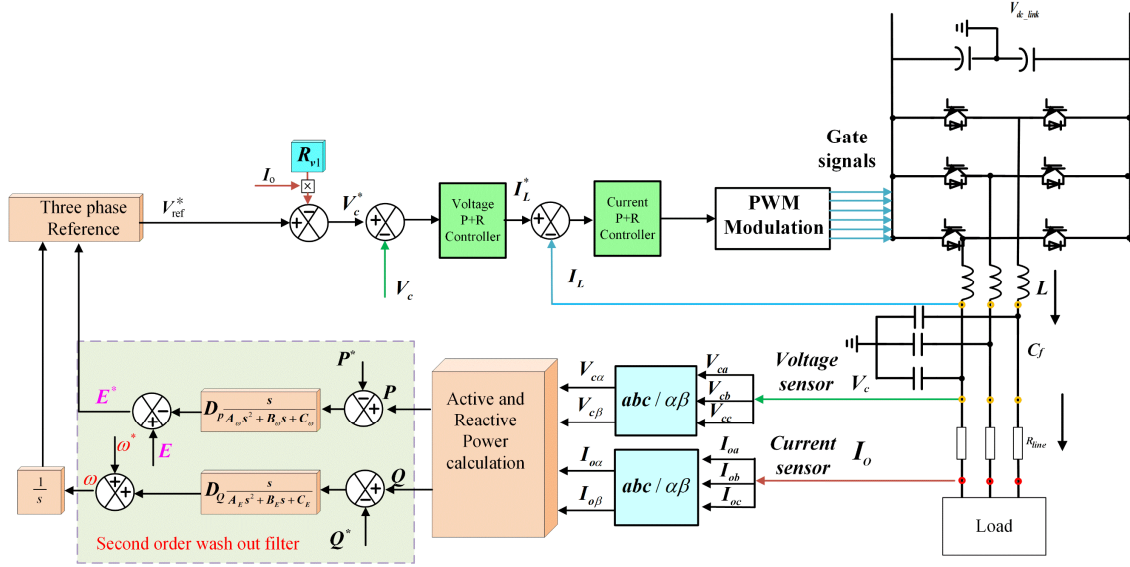 V_dc_link
Gate
signals
R_v1
I_o
×
Three phase
Reference
V*_ref
−
+
V*_c
+
−
V_c
Voltage
P+R
Controller
I*_L
+
−
I_L
Current
P+R
Controller
PWM
Modulation
L
C_f
V_c
Voltage
sensor
V_ca
V_cb
V_cc
abc / αβ
V_cα
V_cβ
Current
sensor
I_o
R_line
Load
I_oa
I_ob
I_oc
abc / αβ
I_oα
I_oβ
Active and
Reactive
Power
calculation
P*
P
−
+
D_P s / (A_ω s² + B_ω s + C_ω)
E*
−
+
E
ω*
ω
+
+
D_Q s / (A_E s² + B_E s + C_E)
−
+
Q
Q*
1/s
Second order wash out filter